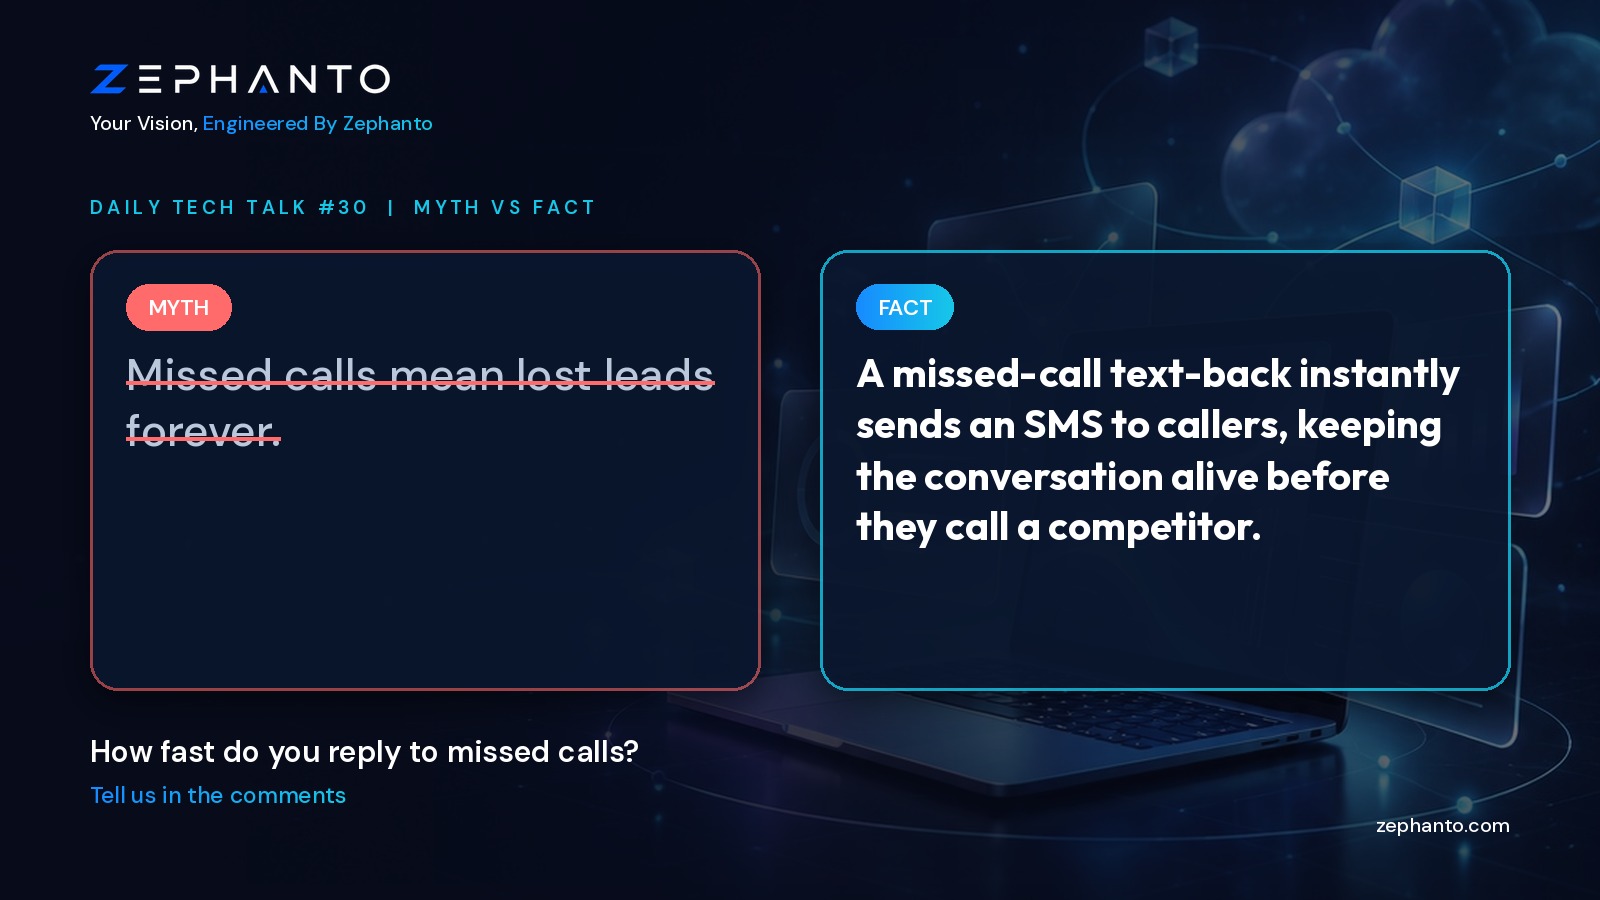 ZEPHANTO
Your Vision, Engineered By Zephanto
DAILY TECH TALK #30 | MYTH VS FACT
MYTH
Missed calls mean lost leads
forever.
FACT
A missed-call text-back instantly
sends an SMS to callers, keeping
the conversation alive before
they call a competitor.
How fast do you reply to missed calls?
Tell us in the comments
zephanto.com